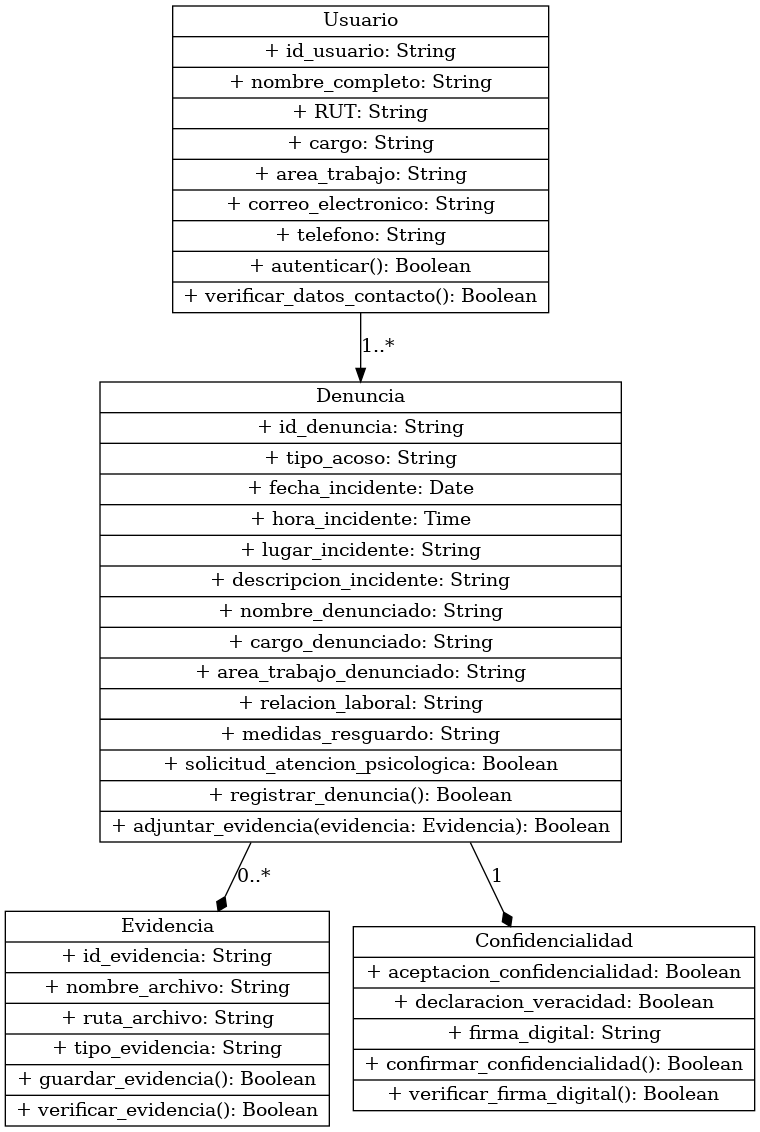 Usuario
+ id_usuario: String
+ nombre_completo: String
+ RUT: String
+ cargo: String
+ area_trabajo: String
+ correo_electronico: String
+ telefono: String
+ autenticar(): Boolean
+ verificar_datos_contacto(): Boolean
1..*
Denuncia
+ id_denuncia: String
+ tipo_acoso: String
+ fecha_incidente: Date
+ hora_incidente: Time
+ lugar_incidente: String
+ descripcion_incidente: String
+ nombre_denunciado: String
+ cargo_denunciado: String
+ area_trabajo_denunciado: String
+ relacion_laboral: String
+ medidas_resguardo: String
+ solicitud_atencion_psicologica: Boolean
+ registrar_denuncia(): Boolean
+ adjuntar_evidencia(evidencia: Evidencia): Boolean
0..*
1
Evidencia
+ id_evidencia: String
+ nombre_archivo: String
+ ruta_archivo: String
+ tipo_evidencia: String
+ guardar_evidencia(): Boolean
+ verificar_evidencia(): Boolean
Confidencialidad
+ aceptacion_confidencialidad: Boolean
+ declaracion_veracidad: Boolean
+ firma_digital: String
+ confirmar_confidencialidad(): Boolean
+ verificar_firma_digital(): Boolean